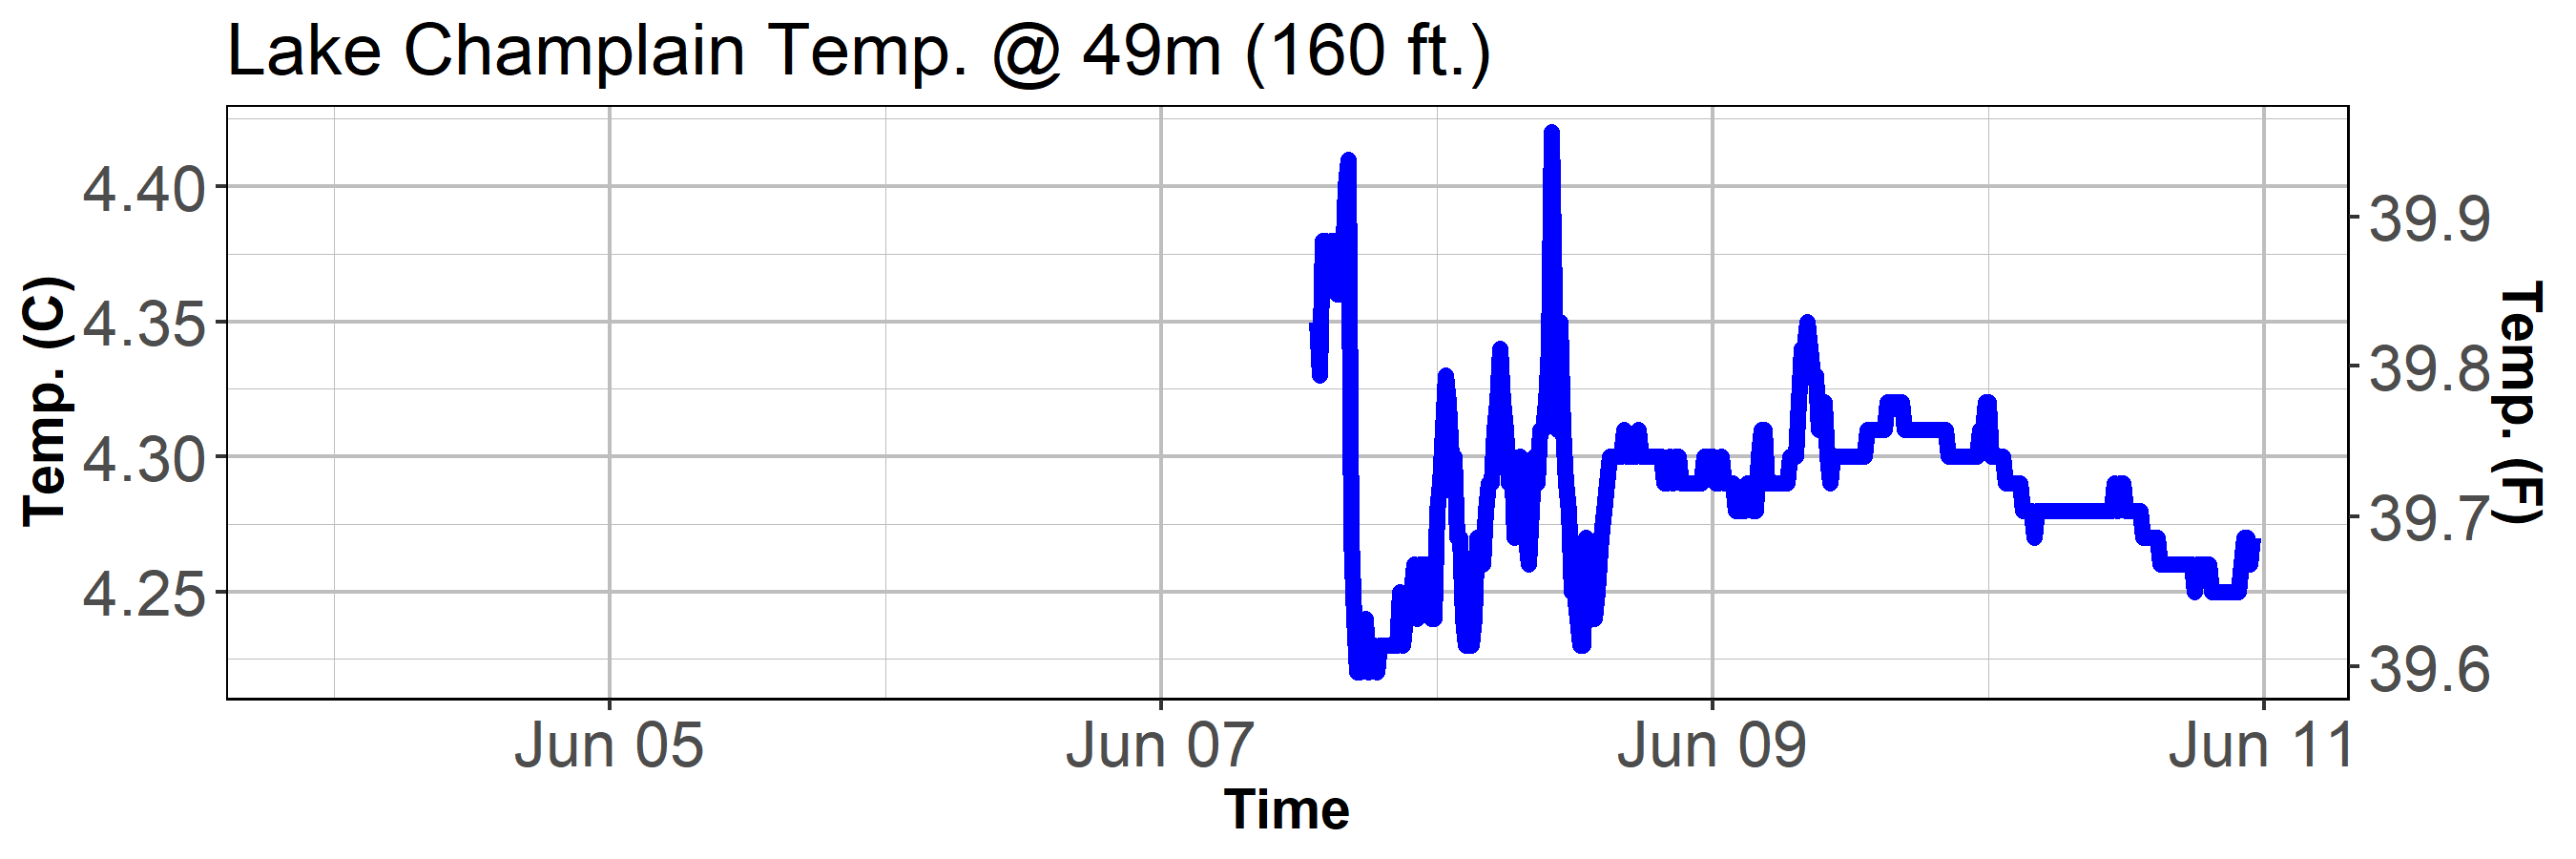 Lake Champlain Temp. @ 49m (160 ft.)
Temp. (C)
4.40
4.35
4.30
4.25
39.9
39.8
39.7
39.6
Temp. (F)
Jun 05 Jun 07 Jun 09 Jun 11
Time